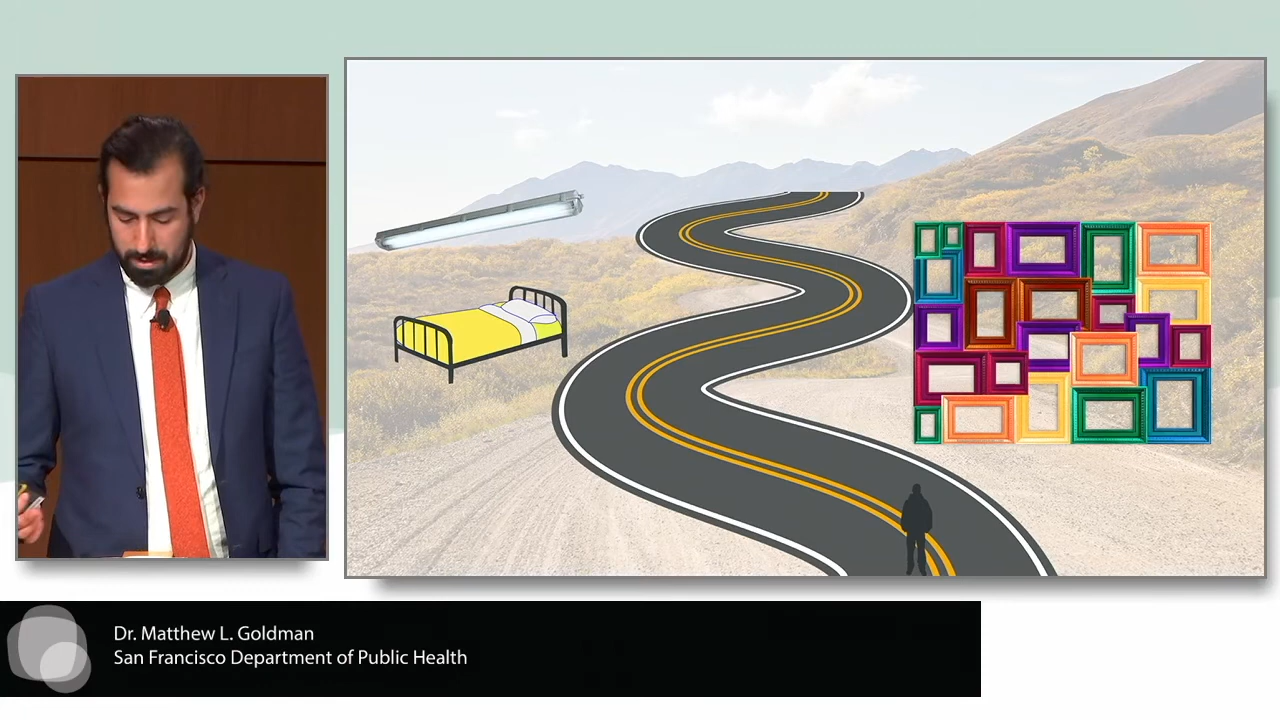 Dr. Matthew L. Goldman
San Francisco Department of Public Health